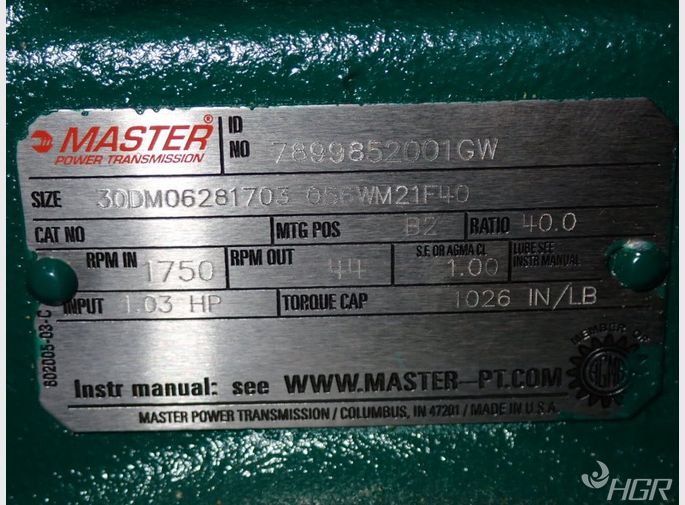 MASTER®
POWER TRANSMISSION
ID NO 7899852001GW
SIZE 30DM06281703 056WM21F40
CAT NO MTG POS B2 RATIO 40.0
RPM IN 1750 RPM OUT 44 S.F. OR AGMA CL 1.00 LUBE SEE INSTR MANUAL
INPUT 1.03 HP TORQUE CAP 1026 IN/LB
802005-03-C
MEMBER OF
AGMA
Instr manual: see WWW.MASTER-PT.COM
MASTER POWER TRANSMISSION / COLUMBUS, IN 47201 / MADE IN U.S.A.
HGR